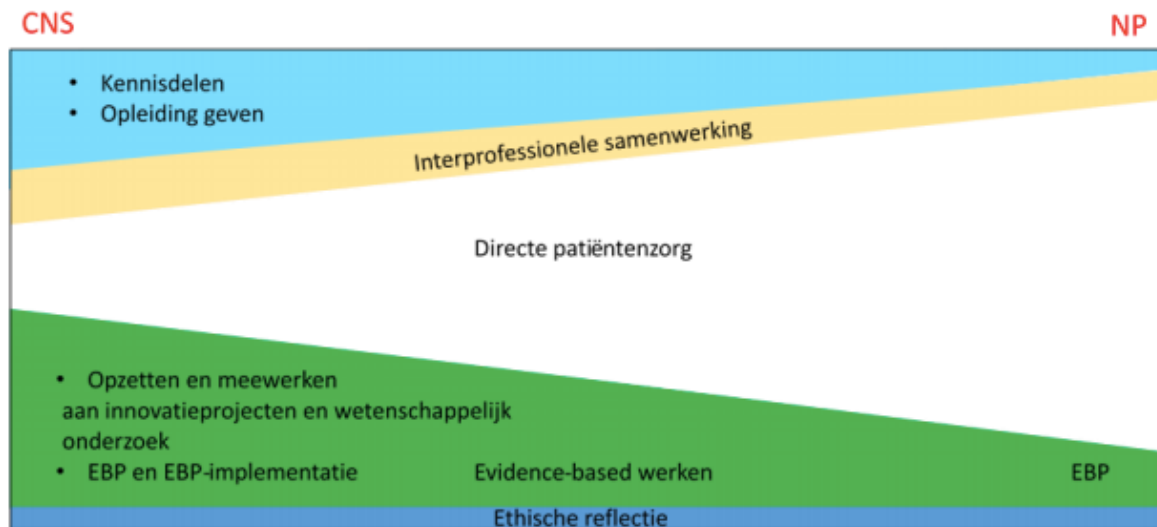 CNS
NP
• Kennisdelen
• Opleiding geven
Interprofessionele samenwerking
Directe patiëntenzorg
• Opzetten en meewerken
aan innovatieprojecten en wetenschappelijk
onderzoek
• EBP en EBP-implementatie
Evidence-based werken
EBP
Ethische reflectie